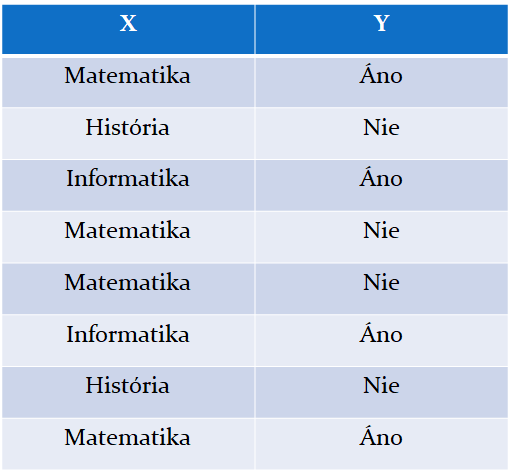 X Y
Matematika Áno
História Nie
Informatika Áno
Matematika Nie
Matematika Nie
Informatika Áno
História Nie
Matematika Áno